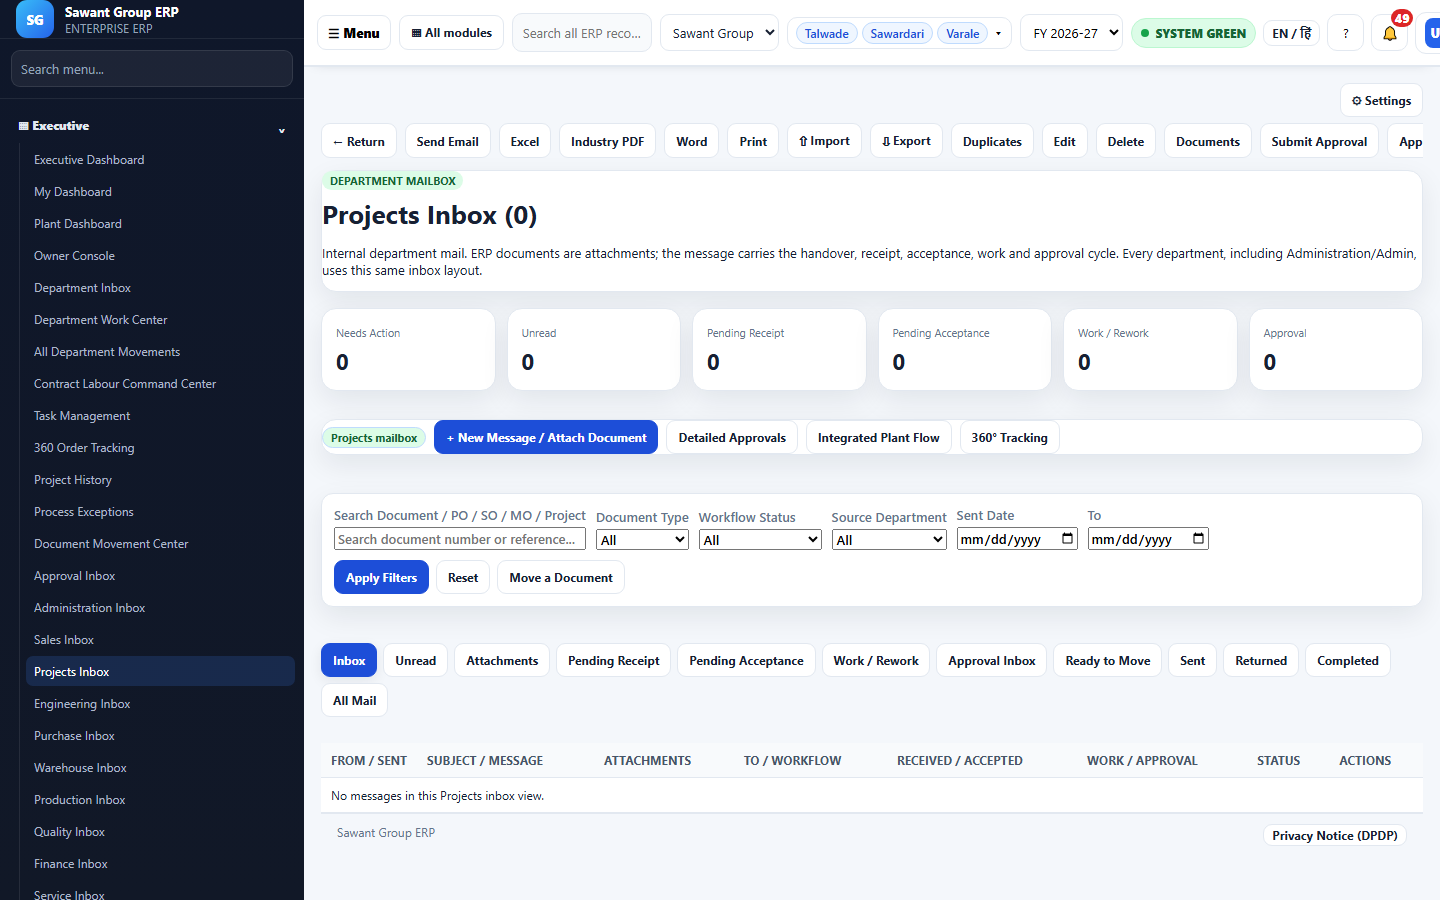 SG
Sawant Group ERP
ENTERPRISE ERP
Search menu...
Executive
Executive Dashboard
My Dashboard
Plant Dashboard
Owner Console
Department Inbox
Department Work Center
All Department Movements
Contract Labour Command Center
Task Management
360 Order Tracking
Project History
Process Exceptions
Document Movement Center
Approval Inbox
Administration Inbox
Sales Inbox
Projects Inbox
Engineering Inbox
Purchase Inbox
Warehouse Inbox
Production Inbox
Quality Inbox
Finance Inbox
Service Inbox
☰ Menu
All modules
Search all ERP reco...
Sawant Group
Talwade Sawardari Varale
FY 2026-27
SYSTEM GREEN
EN / हिं
?
49
U
⚙ Settings
← Return
Send Email
Excel
Industry PDF
Word
Print
⇧ Import
⇩ Export
Duplicates
Edit
Delete
Documents
Submit Approval
App
DEPARTMENT MAILBOX
Projects Inbox (0)
Internal department mail. ERP documents are attachments; the message carries the handover, receipt, acceptance, work and approval cycle. Every department, including Administration/Admin,
uses this same inbox layout.
Needs Action
0
Unread
0
Pending Receipt
0
Pending Acceptance
0
Work / Rework
0
Approval
0
Projects mailbox
+ New Message / Attach Document
Detailed Approvals
Integrated Plant Flow
360° Tracking
Search Document / PO / SO / MO / Project
Search document number or reference...
Document Type
All
Workflow Status
All
Source Department
All
Sent Date
mm/dd/yyyy
To
mm/dd/yyyy
Apply Filters
Reset
Move a Document
Inbox
Unread
Attachments
Pending Receipt
Pending Acceptance
Work / Rework
Approval Inbox
Ready to Move
Sent
Returned
Completed
All Mail
FROM / SENT SUBJECT / MESSAGE ATTACHMENTS TO / WORKFLOW RECEIVED / ACCEPTED WORK / APPROVAL STATUS ACTIONS
No messages in this Projects inbox view.
Sawant Group ERP
Privacy Notice (DPDP)